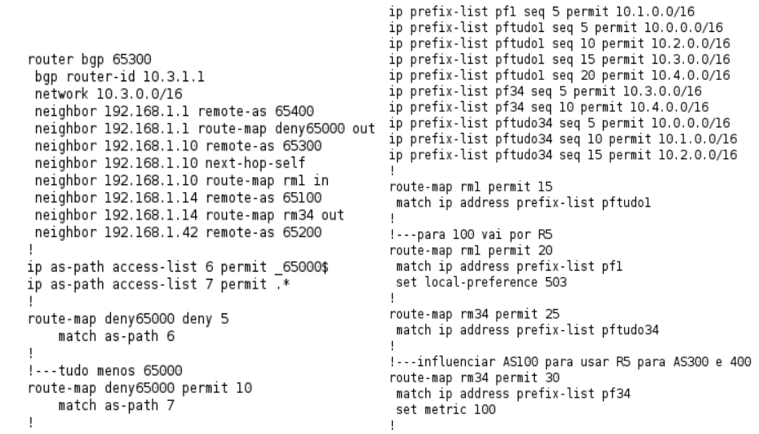 router bgp 65300
bgp router-id 10.3.1.1
network 10.3.0.0/16
neighbor 192.168.1.1 remote-as 65400
neighbor 192.168.1.1 route-map deny65000 out
neighbor 192.168.1.10 remote-as 65300
neighbor 192.168.1.10 next-hop-self
neighbor 192.168.1.10 route-map rm1 in
neighbor 192.168.1.14 remote-as 65100
neighbor 192.168.1.14 route-map rm34 out
neighbor 192.168.1.42 remote-as 65200
!
ip as-path access-list 6 permit _65000$
ip as-path access-list 7 permit .*
!
route-map deny65000 deny 5
match as-path 6
!
!---tudo menos 65000
route-map deny65000 permit 10
match as-path 7
!
ip prefix-list pf1 seq 5 permit 10.1.0.0/16
ip prefix-list pftudo1 seq 5 permit 10.0.0.0/16
ip prefix-list pftudo1 seq 10 permit 10.2.0.0/16
ip prefix-list pftudo1 seq 15 permit 10.3.0.0/16
ip prefix-list pftudo1 seq 20 permit 10.4.0.0/16
ip prefix-list pf34 seq 5 permit 10.3.0.0/16
ip prefix-list pf34 seq 10 permit 10.4.0.0/16
ip prefix-list pftudo34 seq 5 permit 10.0.0.0/16
ip prefix-list pftudo34 seq 10 permit 10.1.0.0/16
ip prefix-list pftudo34 seq 15 permit 10.2.0.0/16
!
route-map rm1 permit 15
match ip address prefix-list pftudo1
!
!---para 100 vai por R5
route-map rm1 permit 20
match ip address prefix-list pf1
set local-preference 503
!
route-map rm34 permit 25
match ip address prefix-list pftudo34
!
!---influenciar AS100 para usar R5 para AS300 e 400
route-map rm34 permit 30
match ip address prefix-list pf34
set metric 100
!